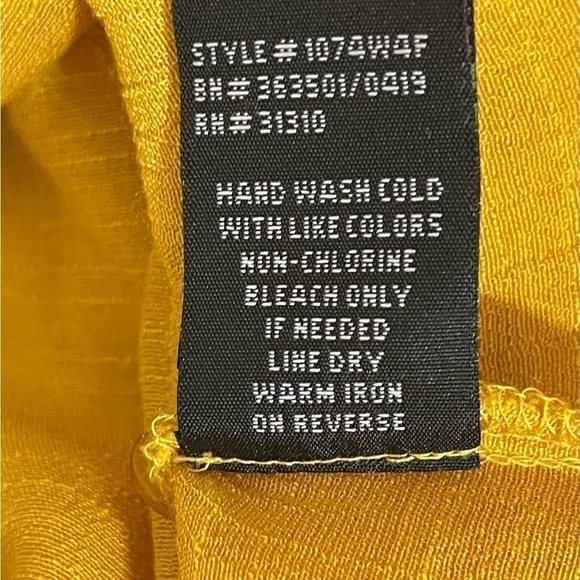 STYLE# 1074W4F
BN# 363501/0419
RN# 31310
HAND WASH COLD
WITH LIKE COLORS
NON-CHLORINE
BLEACH ONLY
IF NEEDED
LINE DRY
WARM IRON
ON REVERSE